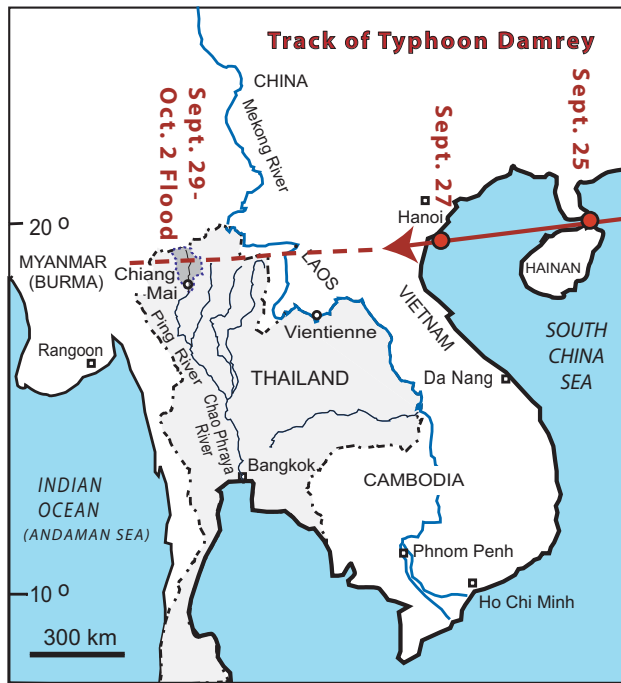 Track of Typhoon Damrey
CHINA
Mekong River
Sept. 29-
Oct. 2 Flood
Sept. 27
Sept. 25
Hanoi
20 o
MYANMAR
(BURMA)
Chiang
Mai
LAOS
HAINAN
Ping River
Vientienne
VIETNAM
SOUTH
CHINA
SEA
Rangoon
THAILAND
Da Nang
Chao Phraya
River
Bangkok
CAMBODIA
INDIAN
OCEAN
(ANDAMAN SEA)
Phnom Penh
10 o
Ho Chi Minh
300 km